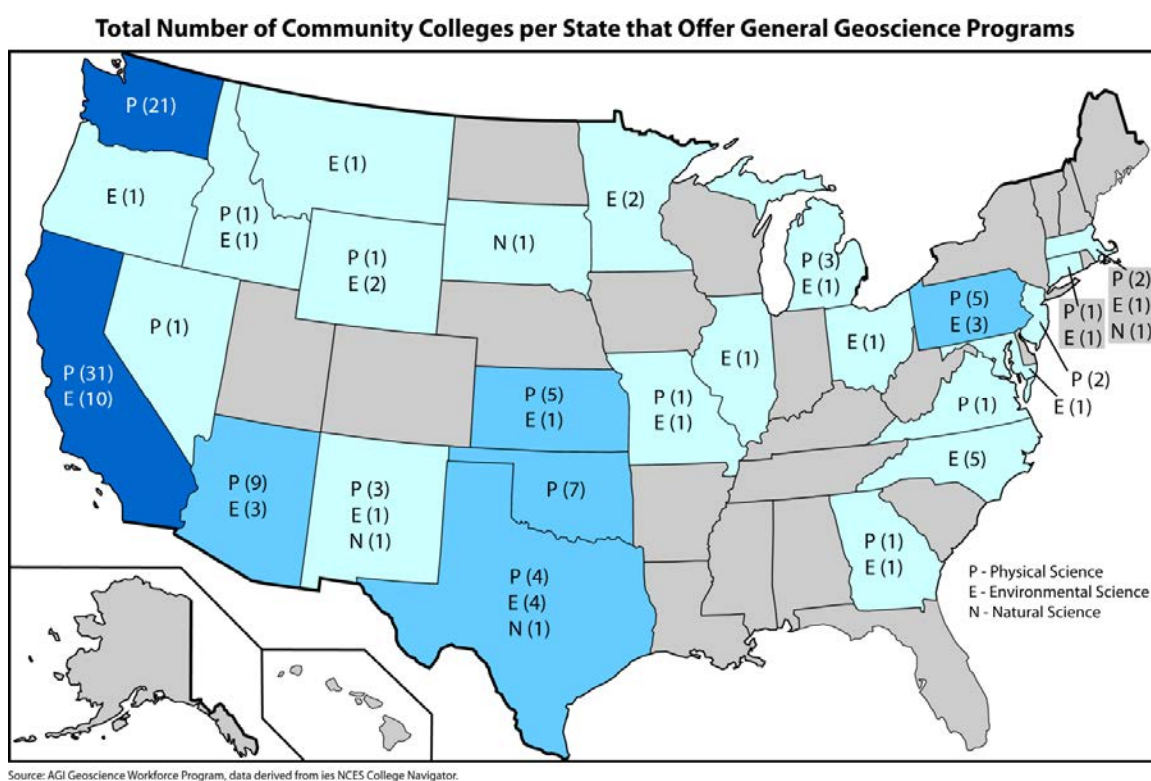 Total Number of Community Colleges per State that Offer General Geoscience Programs
P (21)
E (1)
P (1)
E (1)
E (1)
P (1)
E (2)
N (1)
E (2)
P (3)
E (1)
P (1)
P (31)
E (10)
P (5)
E (1)
P (1)
E (1)
E (1)
E (1)
P (5)
E (3)
P (1)
E (1)
P (2)
E (1)
N (1)
P (2)
E (1)
P (1)
E (5)
P (9)
E (3)
P (3)
E (1)
N (1)
P (7)
P (4)
E (4)
N (1)
P (1)
E (1)
P - Physical Science
E - Environmental Science
N - Natural Science
Source: AGI Geoscience Workforce Program, data derived from ies NCES College Navigator.